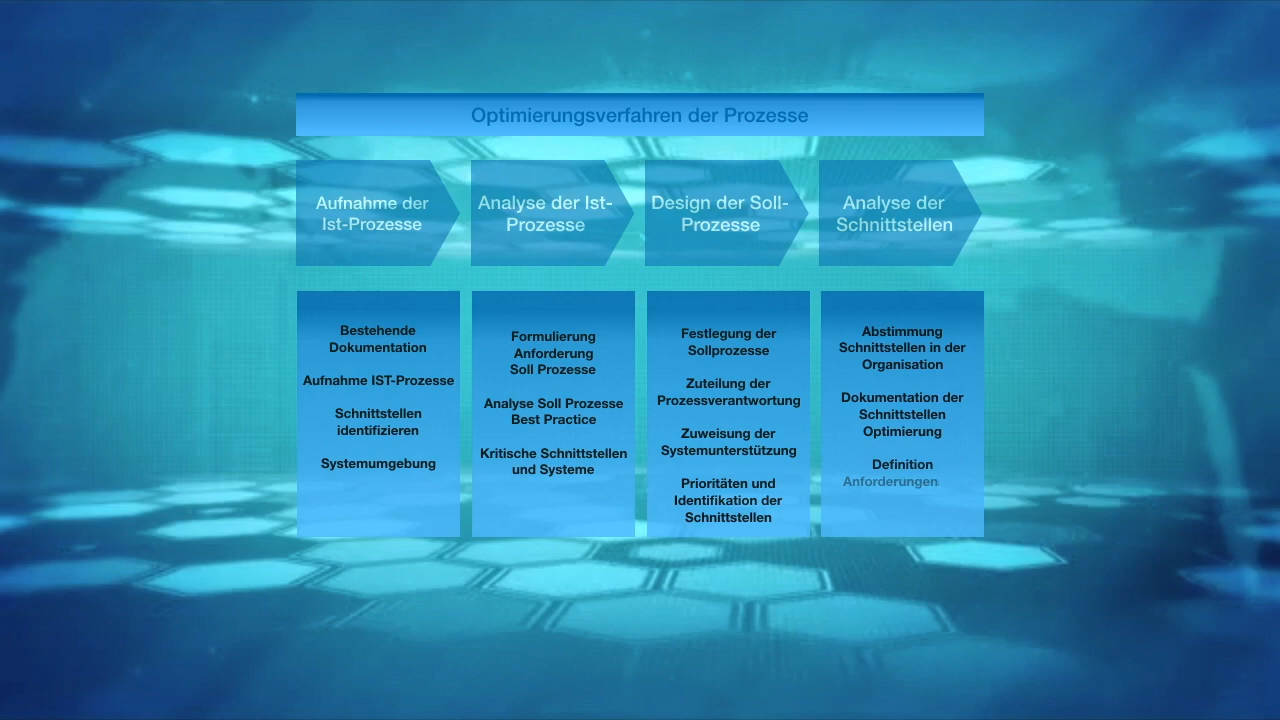 Optimierungsverfahren der Prozesse
Aufnahme der
Ist-Prozesse
Analyse der Ist-
Prozesse
Design der Soll-
Prozesse
Analyse der
Schnittstellen
Bestehende
Dokumentation
Aufnahme IST-Prozesse
Schnittstellen
identifizieren
Systemumgebung
Formulierung
Anforderung
Soll Prozesse
Analyse Soll Prozesse
Best Practice
Kritische Schnittstellen
und Systeme
Festlegung der
Sollprozesse
Zuteilung der
Prozessverantwortung
Zuweisung der
Systemunterstützung
Prioritäten und
Identifikation der
Schnittstellen
Abstimmung
Schnittstellen in der
Organisation
Dokumentation der
Schnittstellen
Optimierung
Definition
Anforderungen